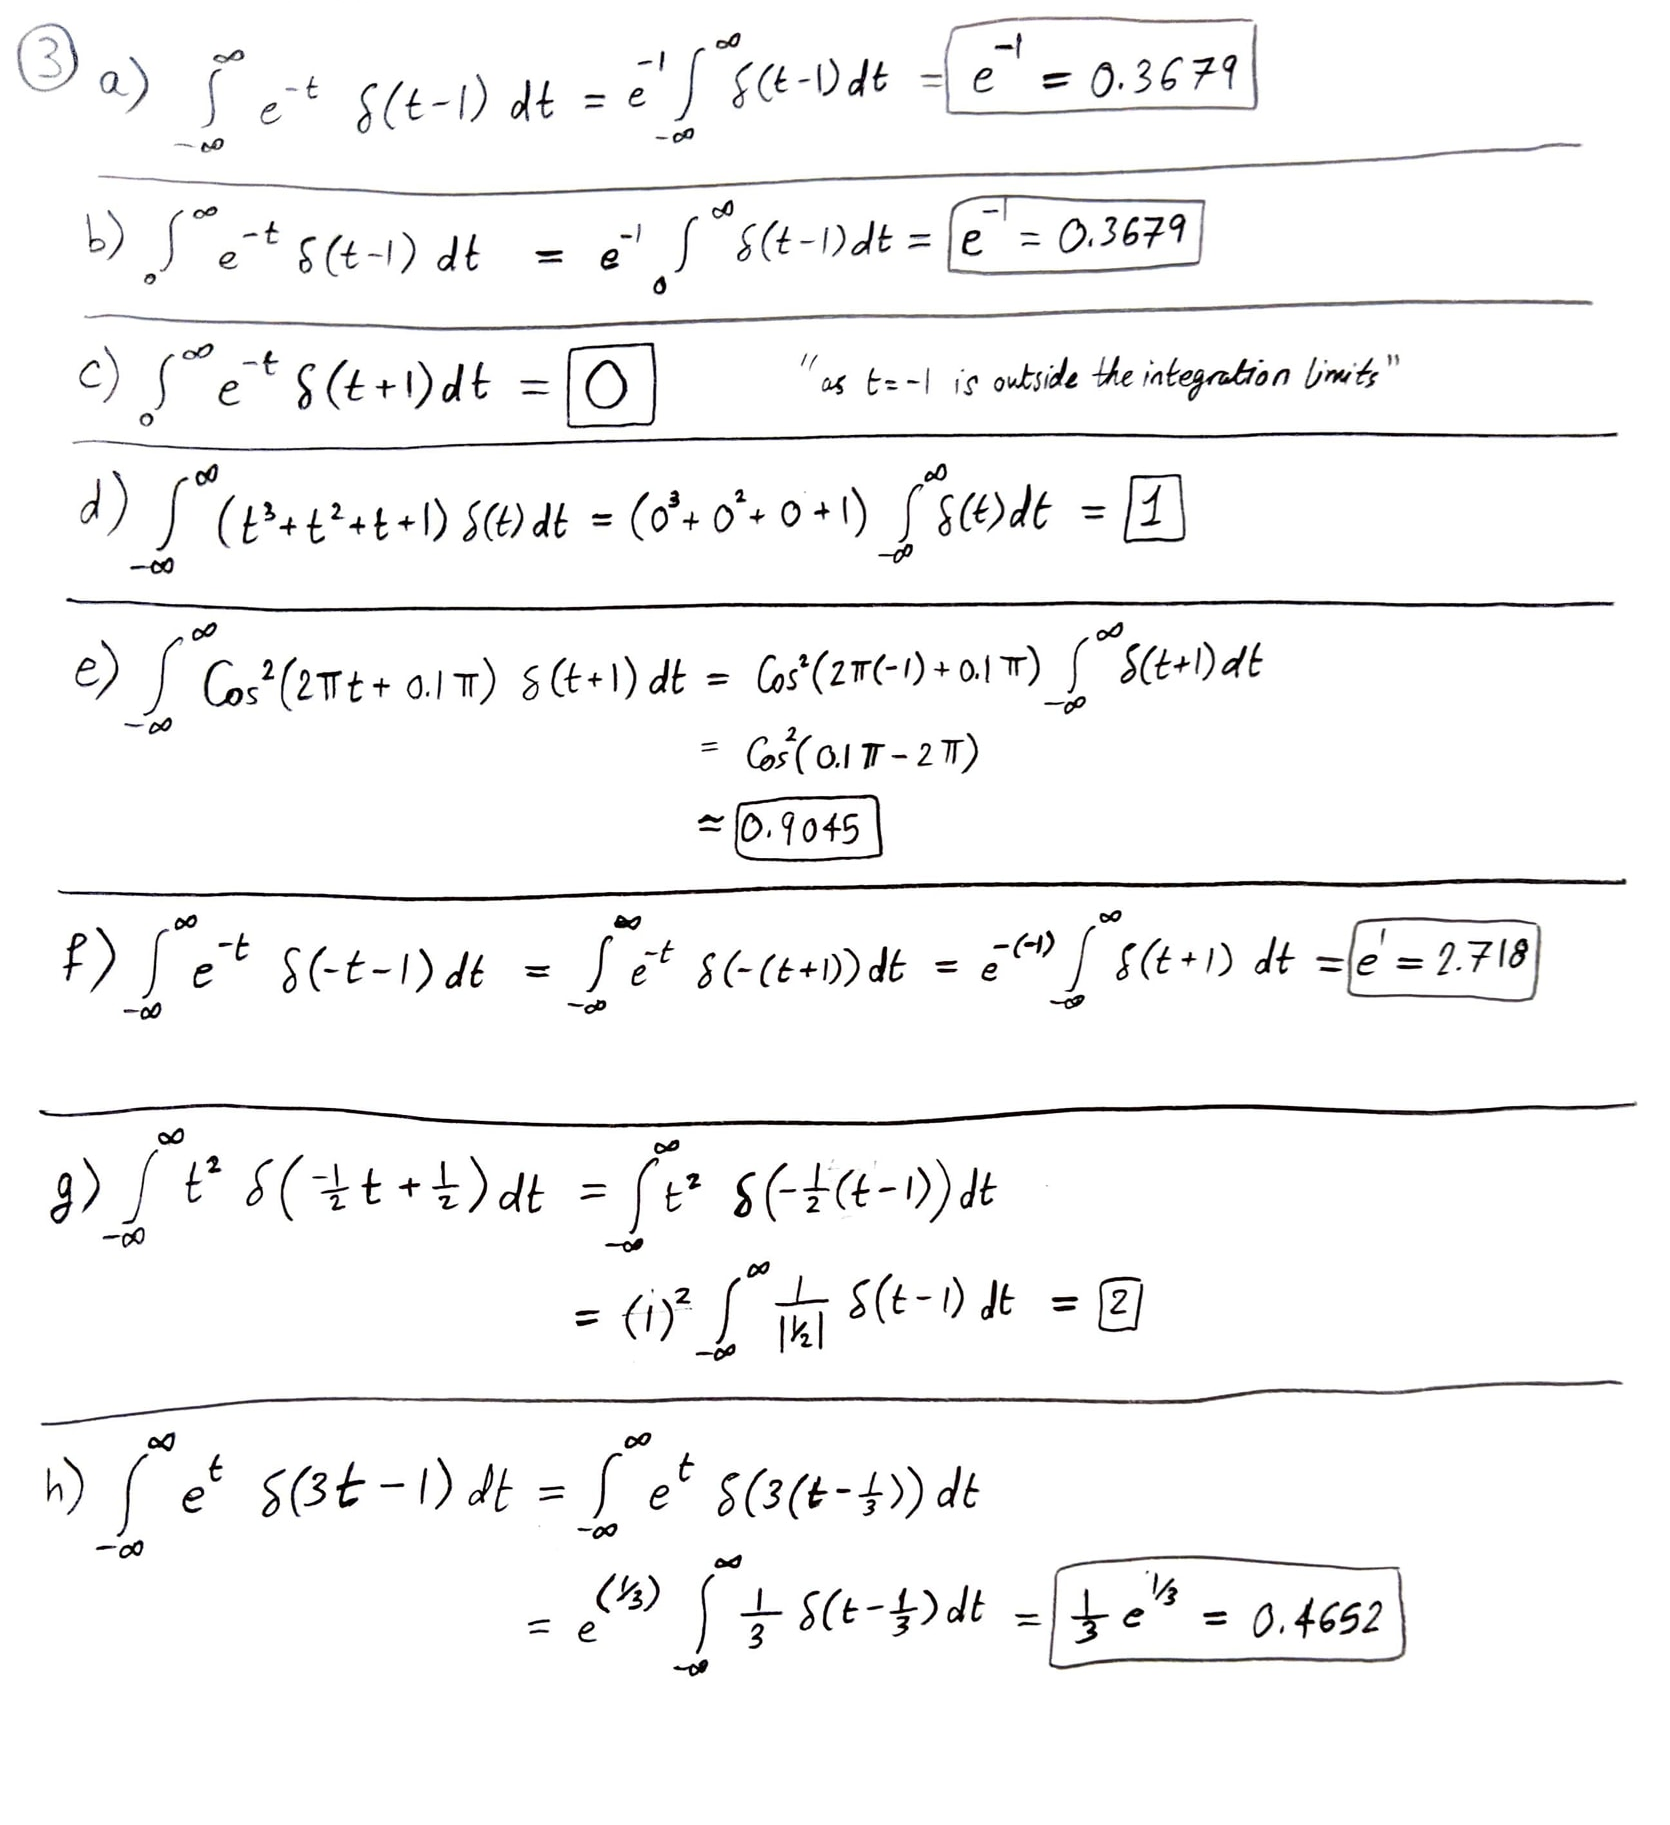 ③ a) ∫_{-∞}^{∞} e^{-t} δ(t-1) dt = e^{-1} ∫_{-∞}^{∞} δ(t-1) dt = e^{-1} = 0.3679
b) ∫_{0}^{∞} e^{-t} δ(t-1) dt = e^{-1} ∫_{0}^{∞} δ(t-1) dt = e^{-1} = 0.3679
c) ∫_{0}^{∞} e^{-t} δ(t+1) dt = 0 "as t=-1 is outside the integration limits"
d) ∫_{-∞}^{∞} (t³+t²+t+1) δ(t) dt = (0³+0²+0+1) ∫_{-∞}^{∞} δ(t) dt = 1
e) ∫_{-∞}^{∞} Cos²(2πt + 0.1π) δ(t+1) dt = Cos²(2π(-1)+0.1π) ∫_{-∞}^{∞} δ(t+1) dt
= Cos²(0.1π - 2π)
≈ 0.9045
f) ∫_{-∞}^{∞} e^{-t} δ(-t-1) dt = ∫_{-∞}^{∞} e^{-t} δ(-(t+1)) dt = e^{-(-1)} ∫_{-∞}^{∞} δ(t+1) dt = e^{1} = 2.718
g) ∫_{-∞}^{∞} t² δ(-½t + ½) dt = ∫_{-∞}^{∞} t² δ(-½(t-1)) dt
= (1)² ∫_{-∞}^{∞} 1/|½| δ(t-1) dt = 2
h) ∫_{-∞}^{∞} e^{t} δ(3t-1) dt = ∫_{-∞}^{∞} e^{t} δ(3(t-⅓)) dt
= e^{(1/3)} ∫_{-∞}^{∞} ⅓ δ(t-⅓) dt = ⅓ e^{1/3} = 0.4652